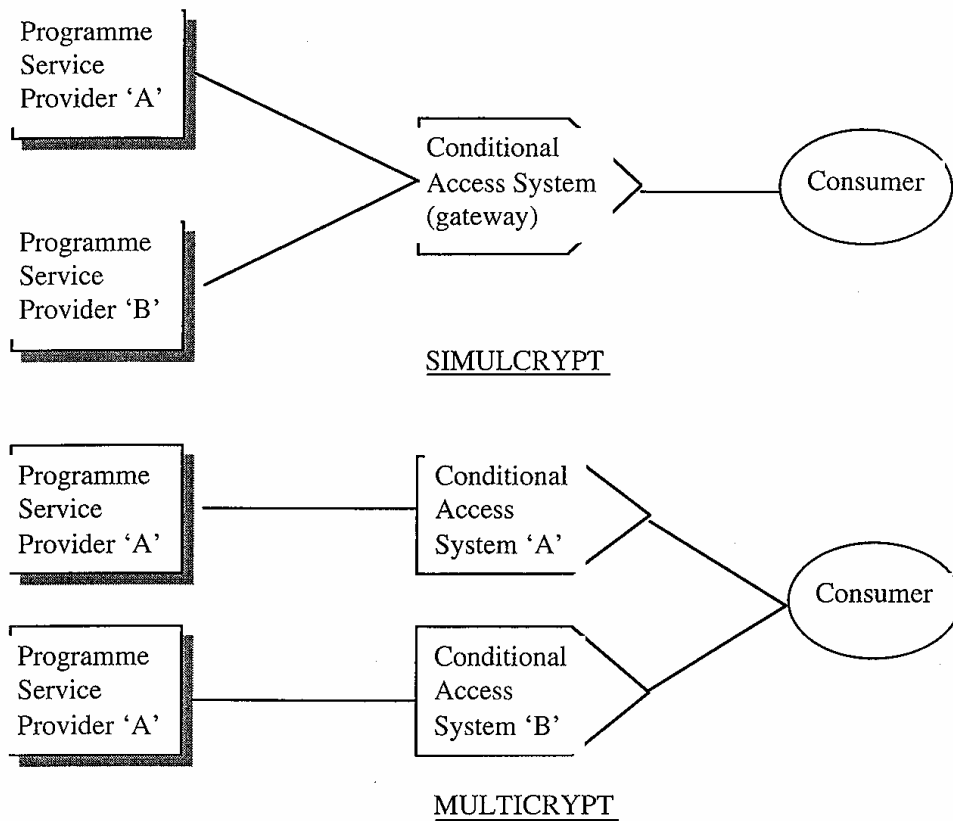 Programme
Service
Provider ‘A’
Conditional
Access System
(gateway)
Consumer
Programme
Service
Provider ‘B’
SIMULCRYPT
Programme
Service
Provider ‘A’
Conditional
Access
System ‘A’
Consumer
Programme
Service
Provider ‘A’
Conditional
Access
System ‘B’
MULTICRYPT